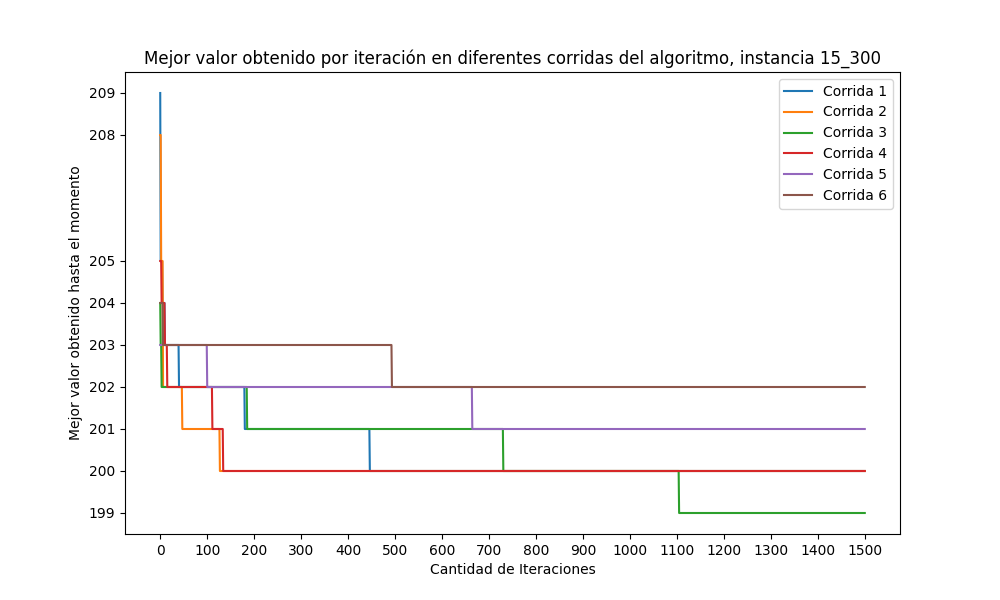 Mejor valor obtenido por iteración en diferentes corridas del algoritmo, instancia 15_300
Mejor valor obtenido hasta el momento
209
208
205
204
203
202
201
200
199
Corrida 1
Corrida 2
Corrida 3
Corrida 4
Corrida 5
Corrida 6
0 100 200 300 400 500 600 700 800 900 1000 1100 1200 1300 1400 1500
Cantidad de Iteraciones